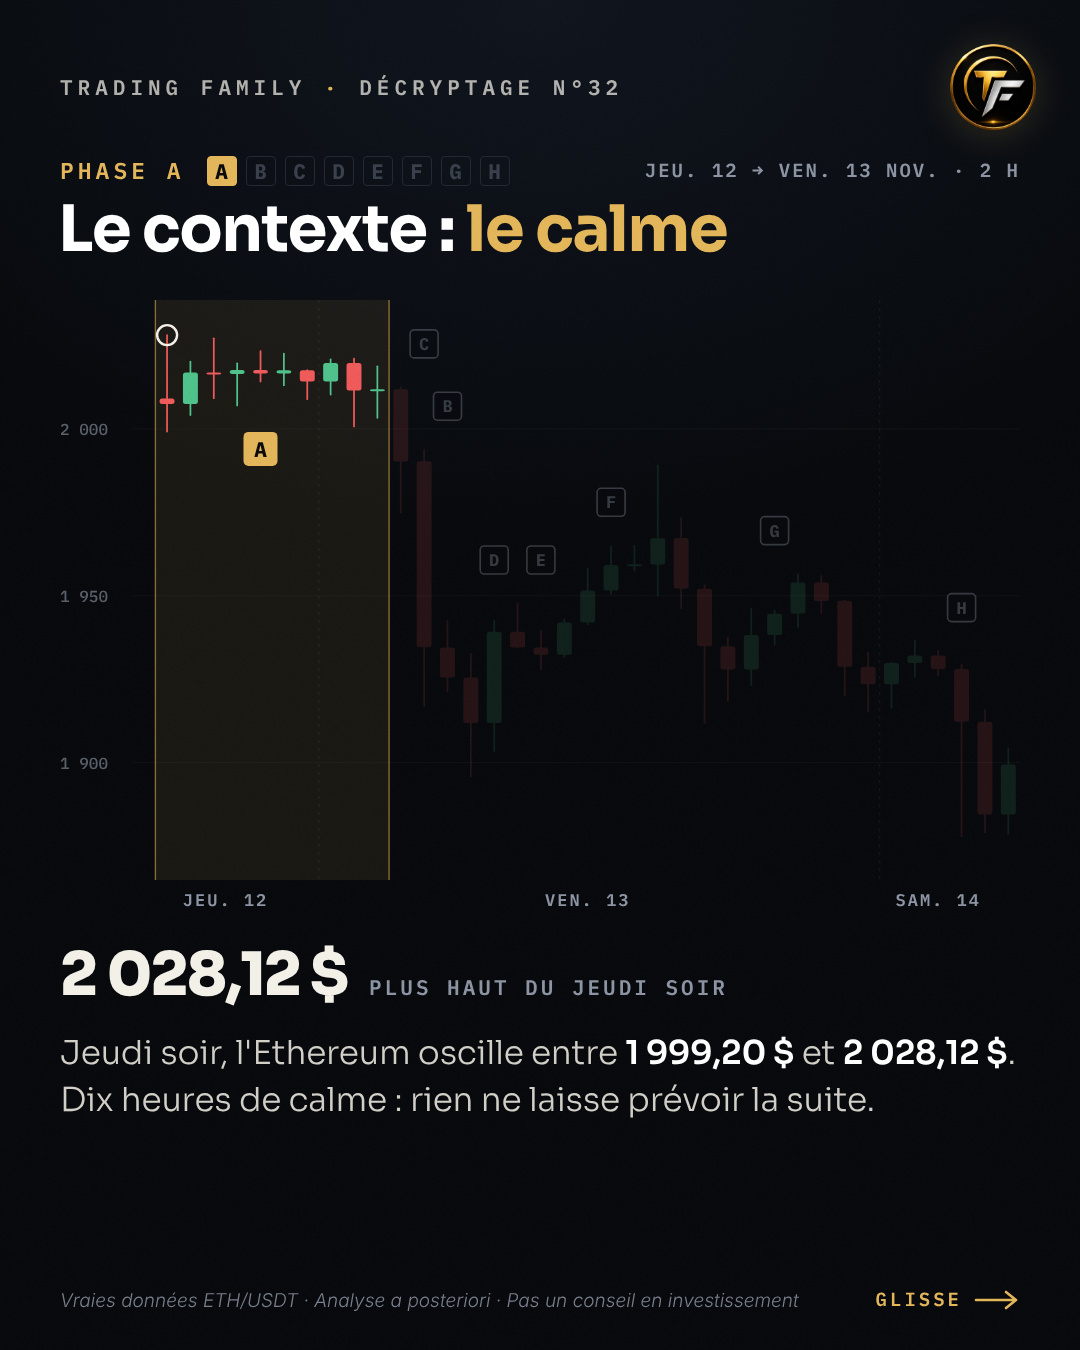 TRADING FAMILY · DÉCRYPTAGE N°32
TF
PHASE A A B C D E F G H
JEU. 12 → VEN. 13 NOV. · 2 H
Le contexte : le calme
C
B
2 000
A
F
G
D E
1 950
H
1 900
JEU. 12 VEN. 13 SAM. 14
2 028,12 $ PLUS HAUT DU JEUDI SOIR
Jeudi soir, l'Ethereum oscille entre 1 999,20 $ et 2 028,12 $.
Dix heures de calme : rien ne laisse prévoir la suite.
Vraies données ETH/USDT · Analyse a posteriori · Pas un conseil en investissement
GLISSE →